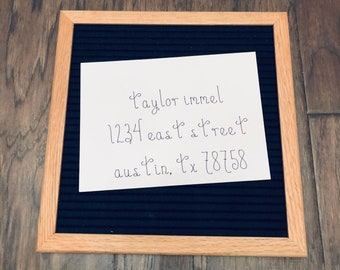 taylor immel
1234 east street
austin, tx 78758